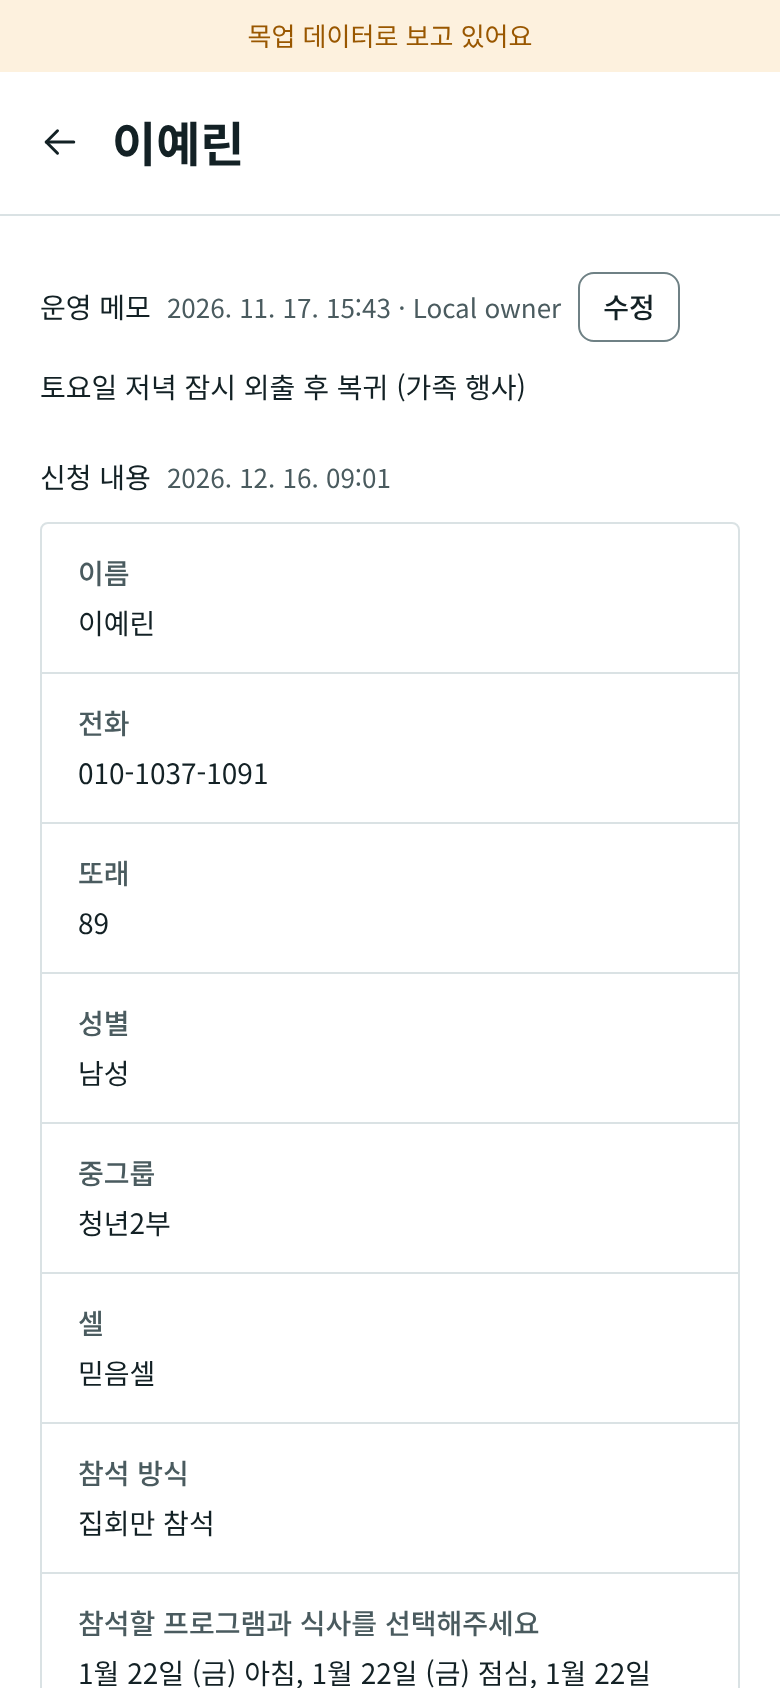 목업 데이터로 보고 있어요
이예린
운영 메모 2026. 11. 17. 15:43 · Local owner 수정
토요일 저녁 잠시 외출 후 복귀 (가족 행사)
신청 내용 2026. 12. 16. 09:01
이름
이예린
전화
010-1037-1091
또래
89
성별
남성
중그룹
청년2부
셀
믿음셀
참석 방식
집회만 참석
참석할 프로그램과 식사를 선택해주세요
1월 22일 (금) 아침, 1월 22일 (금) 점심, 1월 22일